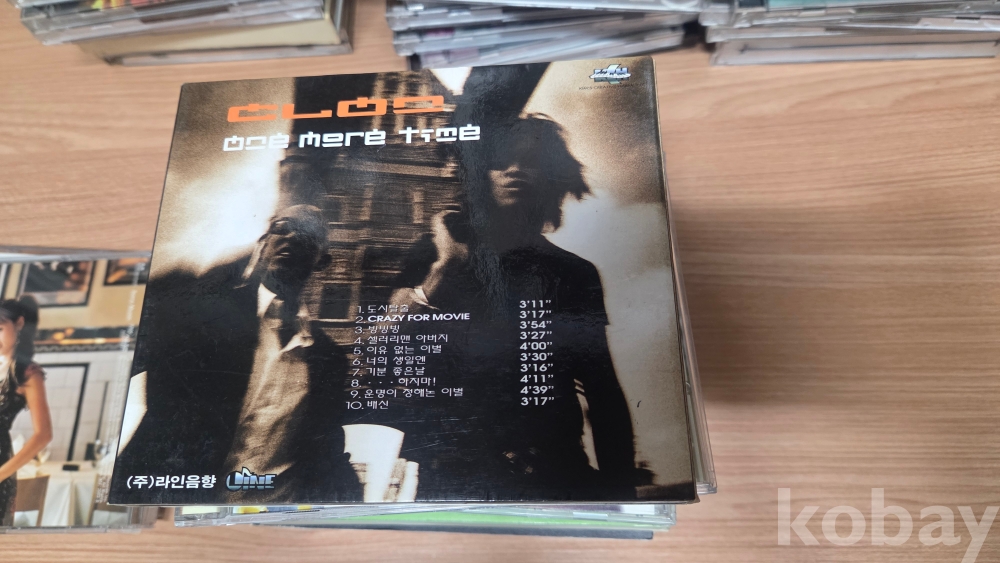 CLON
ONE MORE TIME
1. 도시탈출 3'11"
2. CRAZY FOR MOVIE 3'17"
3. 빙빙빙 3'54"
4. 샐러리맨 아버지 3'27"
5. 이유 없는 이별 4'00"
6. 너의 생일엔 3'30"
7. 기분 좋은날 3'16"
8. ···하지마! 4'11"
9. 운명이 정해논 이별 4'39"
10. 배신 3'17"
(주)라인음향 LINE
kobay